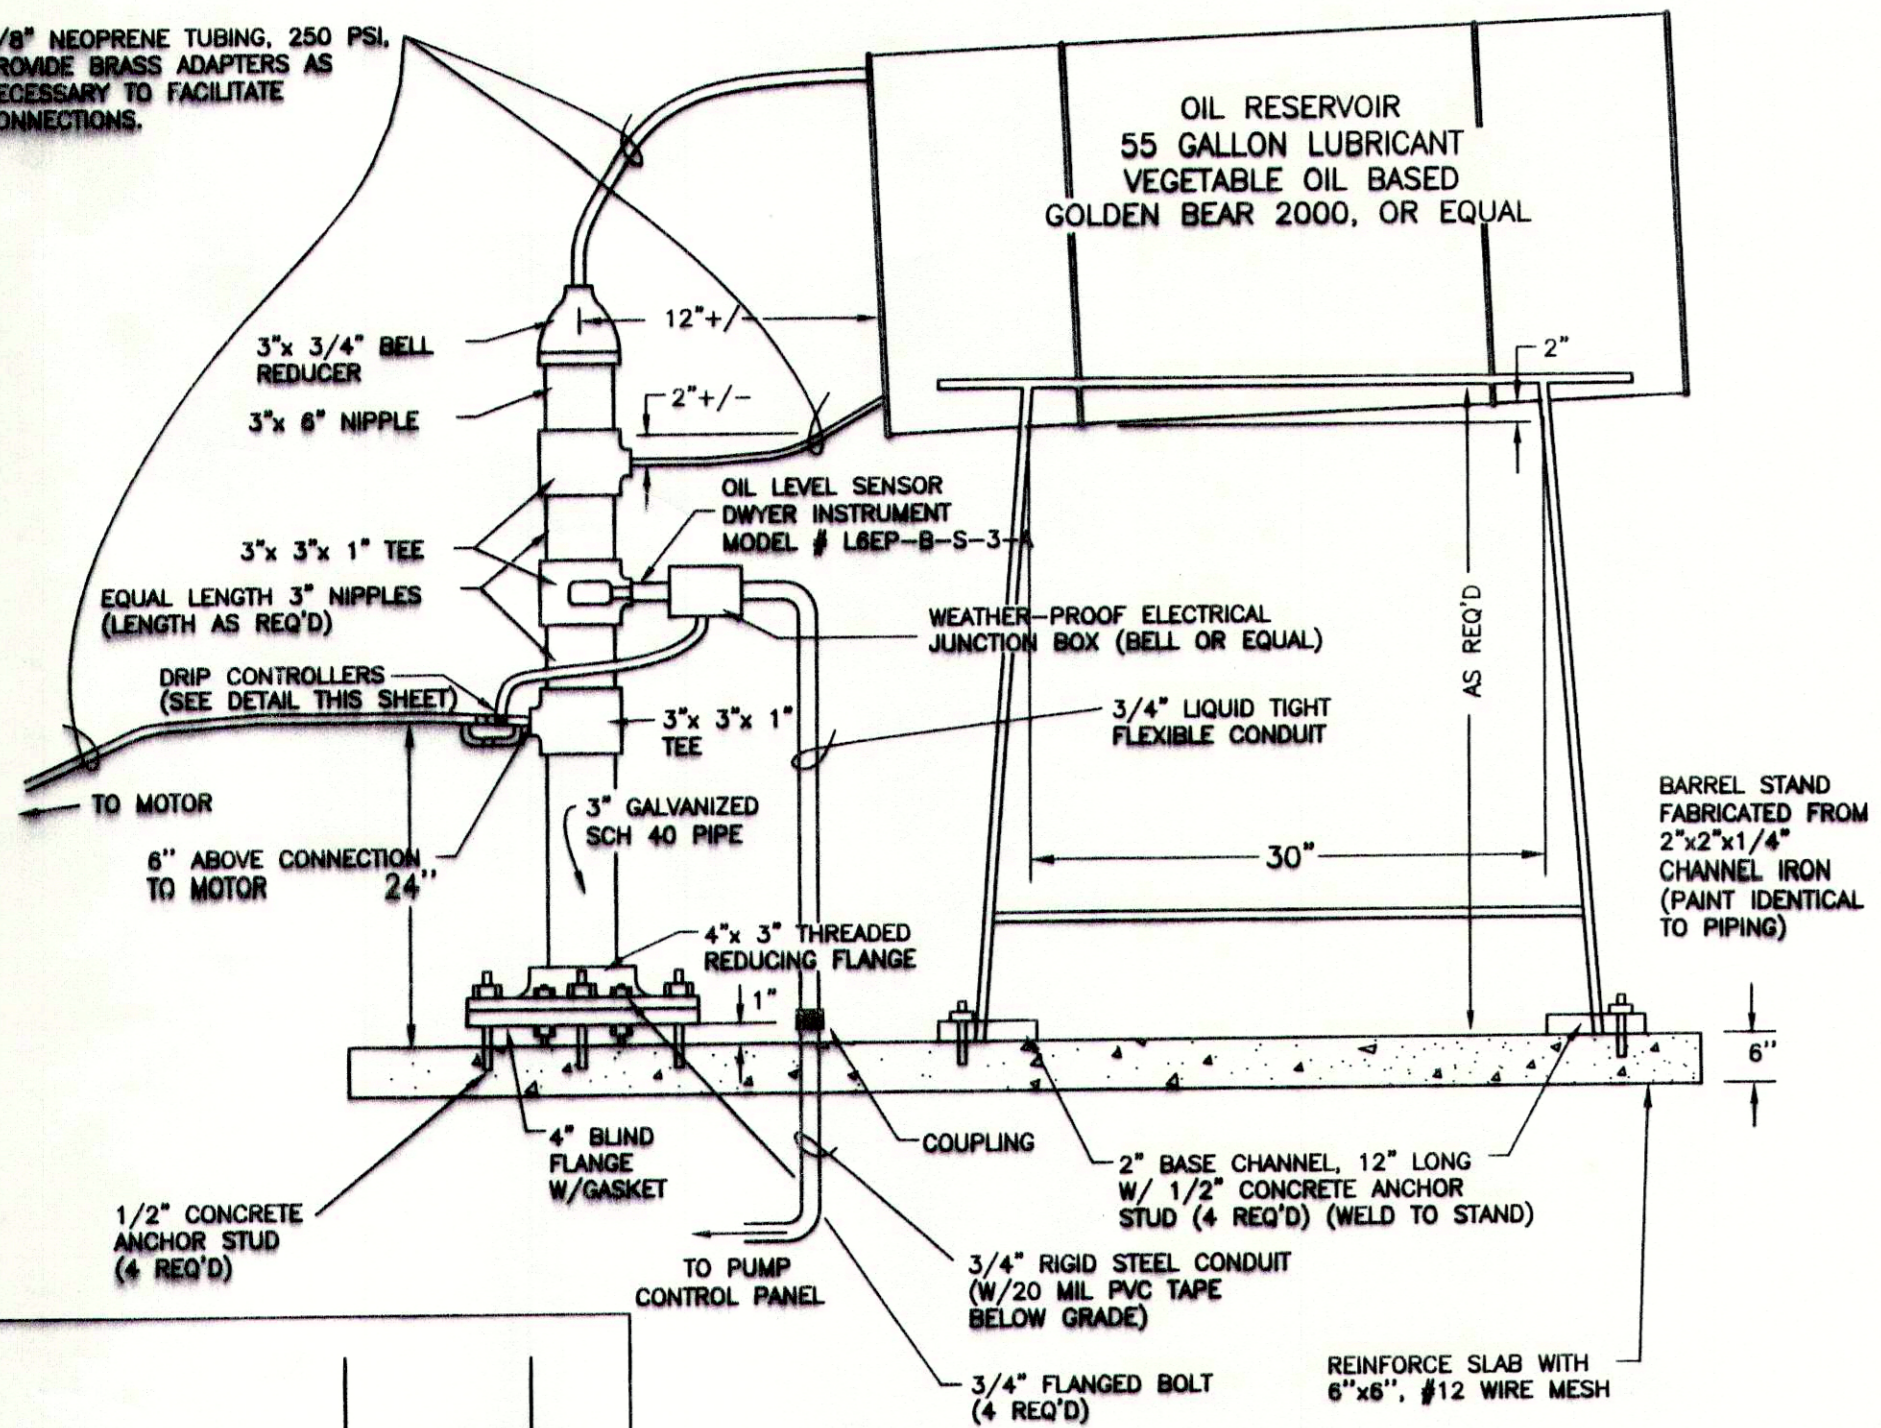 /8" NEOPRENE TUBING, 250 PSI.
ROVIDE BRASS ADAPTERS AS
ECESSARY TO FACILITATE
ONNECTIONS.
OIL RESERVOIR
55 GALLON LUBRICANT
VEGETABLE OIL BASED
GOLDEN BEAR 2000, OR EQUAL
12"+/-
3"x 3/4" BELL
REDUCER
2"
2"+/-
3"x 6" NIPPLE
OIL LEVEL SENSOR
DWYER INSTRUMENT
MODEL # L6EP-B-S-3-A
3"x 3"x 1" TEE
EQUAL LENGTH 3" NIPPLES
(LENGTH AS REQ'D)
WEATHER-PROOF ELECTRICAL
JUNCTION BOX (BELL OR EQUAL)
AS REQ'D
DRIP CONTROLLERS
(SEE DETAIL THIS SHEET)
3"x 3"x 1"
TEE
3/4" LIQUID TIGHT
FLEXIBLE CONDUIT
TO MOTOR
3" GALVANIZED
SCH 40 PIPE
BARREL STAND
FABRICATED FROM
2"x2"x1/4"
CHANNEL IRON
(PAINT IDENTICAL
TO PIPING)
6" ABOVE CONNECTION
TO MOTOR
24"
30"
4"x 3" THREADED
REDUCING FLANGE
1"
6"
4" BLIND
FLANGE
W/GASKET
COUPLING
2" BASE CHANNEL, 12" LONG
W/ 1/2" CONCRETE ANCHOR
STUD (4 REQ'D) (WELD TO STAND)
1/2" CONCRETE
ANCHOR STUD
(4 REQ'D)
TO PUMP
CONTROL PANEL
3/4" RIGID STEEL CONDUIT
(W/20 MIL PVC TAPE
BELOW GRADE)
3/4" FLANGED BOLT
(4 REQ'D)
REINFORCE SLAB WITH
6"x6", #12 WIRE MESH